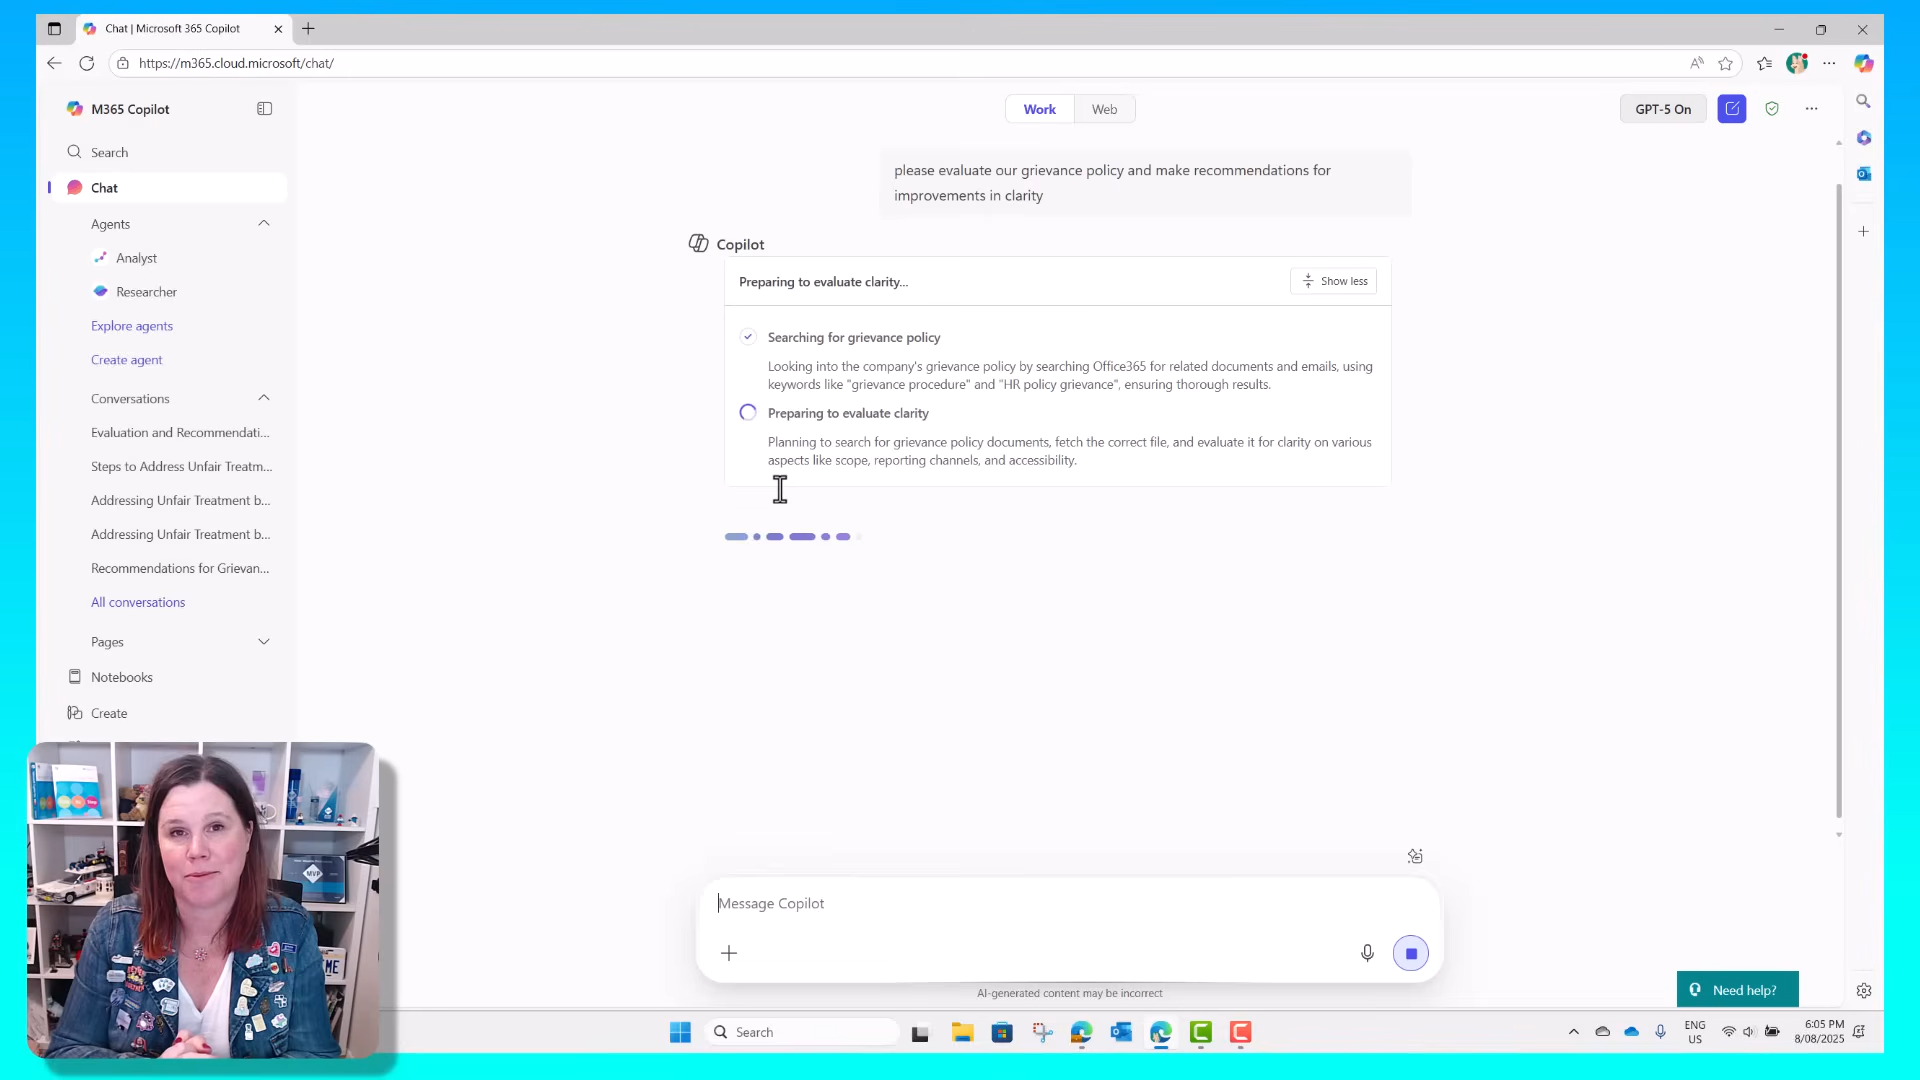 Chat | Microsoft 365 Copilot
https://m365.cloud.microsoft/chat/
M365 Copilot
Work
Web
GPT-5 On
Search
Chat
Agents
Analyst
Researcher
Explore agents
Create agent
Conversations
Evaluation and Recommendati...
Steps to Address Unfair Treatm...
Addressing Unfair Treatment b...
Addressing Unfair Treatment b...
Recommendations for Grievan...
All conversations
Pages
Notebooks
Create
please evaluate our grievance policy and make recommendations for
improvements in clarity
Copilot
Preparing to evaluate clarity...
Show less
Searching for grievance policy
Looking into the company's grievance policy by searching Office365 for related documents and emails, using
keywords like "grievance procedure" and "HR policy grievance", ensuring thorough results.
Preparing to evaluate clarity
Planning to search for grievance policy documents, fetch the correct file, and evaluate it for clarity on various
aspects like scope, reporting channels, and accessibility.
MVP
ME
Message Copilot
AI-generated content may be incorrect
Need help?
Search
ENG
US
6:05 PM
8/08/2025